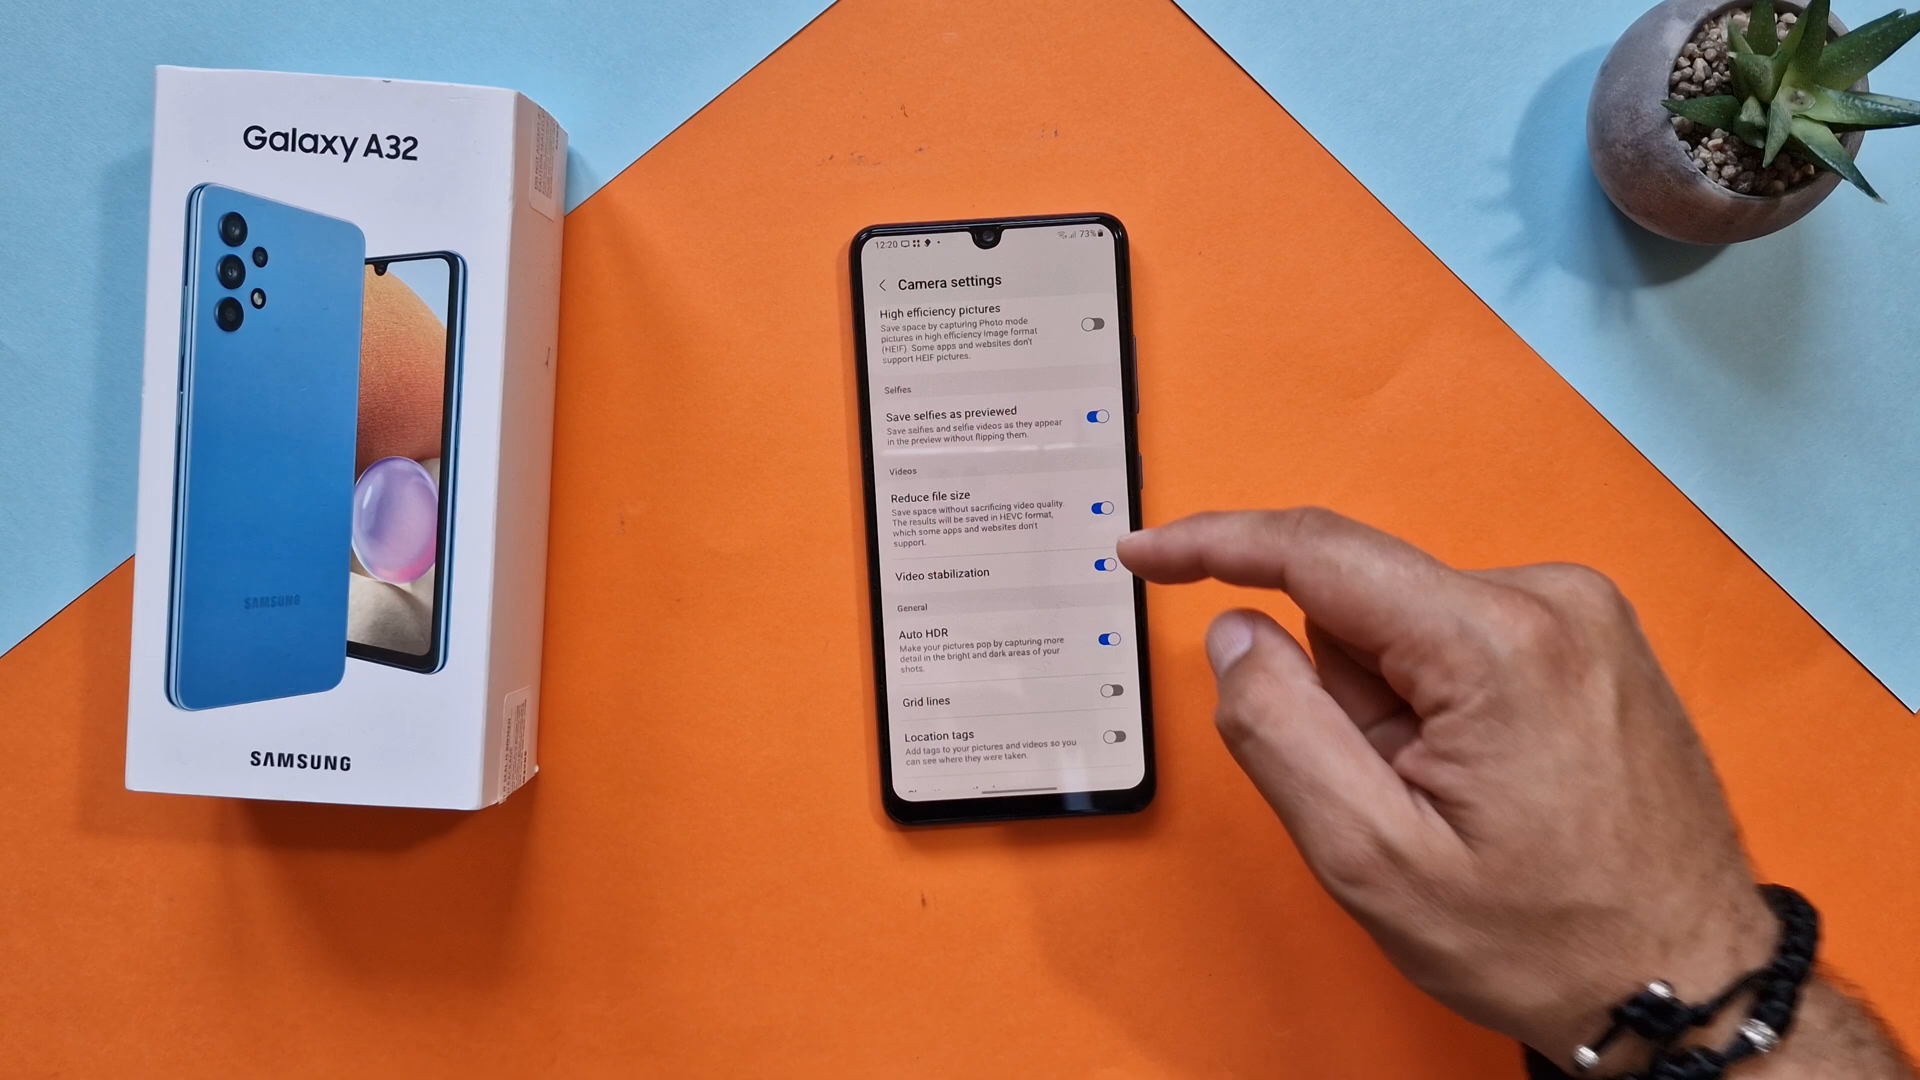 Galaxy A32
SAMSUNG
SAMSUNG
12:20
73%
Camera settings
High efficiency pictures
Save space by capturing Photo mode
pictures in high efficiency image format
(HEIF). Some apps and websites don't
support HEIF pictures.
Selfies
Save selfies as previewed
Save selfies and selfie videos as they appear
in the preview without flipping them.
Videos
Reduce file size
Save space without sacrificing video quality.
The results will be saved in HEVC format,
which some apps and websites don't
support.
Video stabilization
General
Auto HDR
Make your pictures pop by capturing more
detail in the bright and dark areas of your
shots.
Grid lines
Location tags
Add tags to your pictures and videos so you
can see where they were taken.